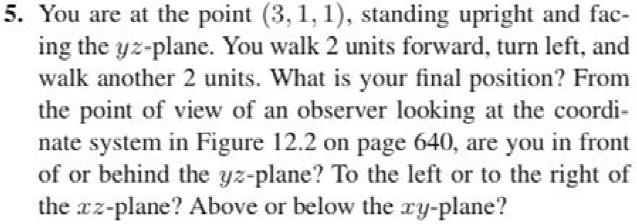 5. You are at the point (3, 1, 1), standing upright and fac-
ing the yz-plane. You walk 2 units forward, turn left, and
walk another 2 units. What is your final position? From
the point of view of an observer looking at the coordi-
nate system in Figure 12.2 on page 640, are you in front
of or behind the yz-plane? To the left or to the right of
the xz-plane? Above or below the xy-plane?